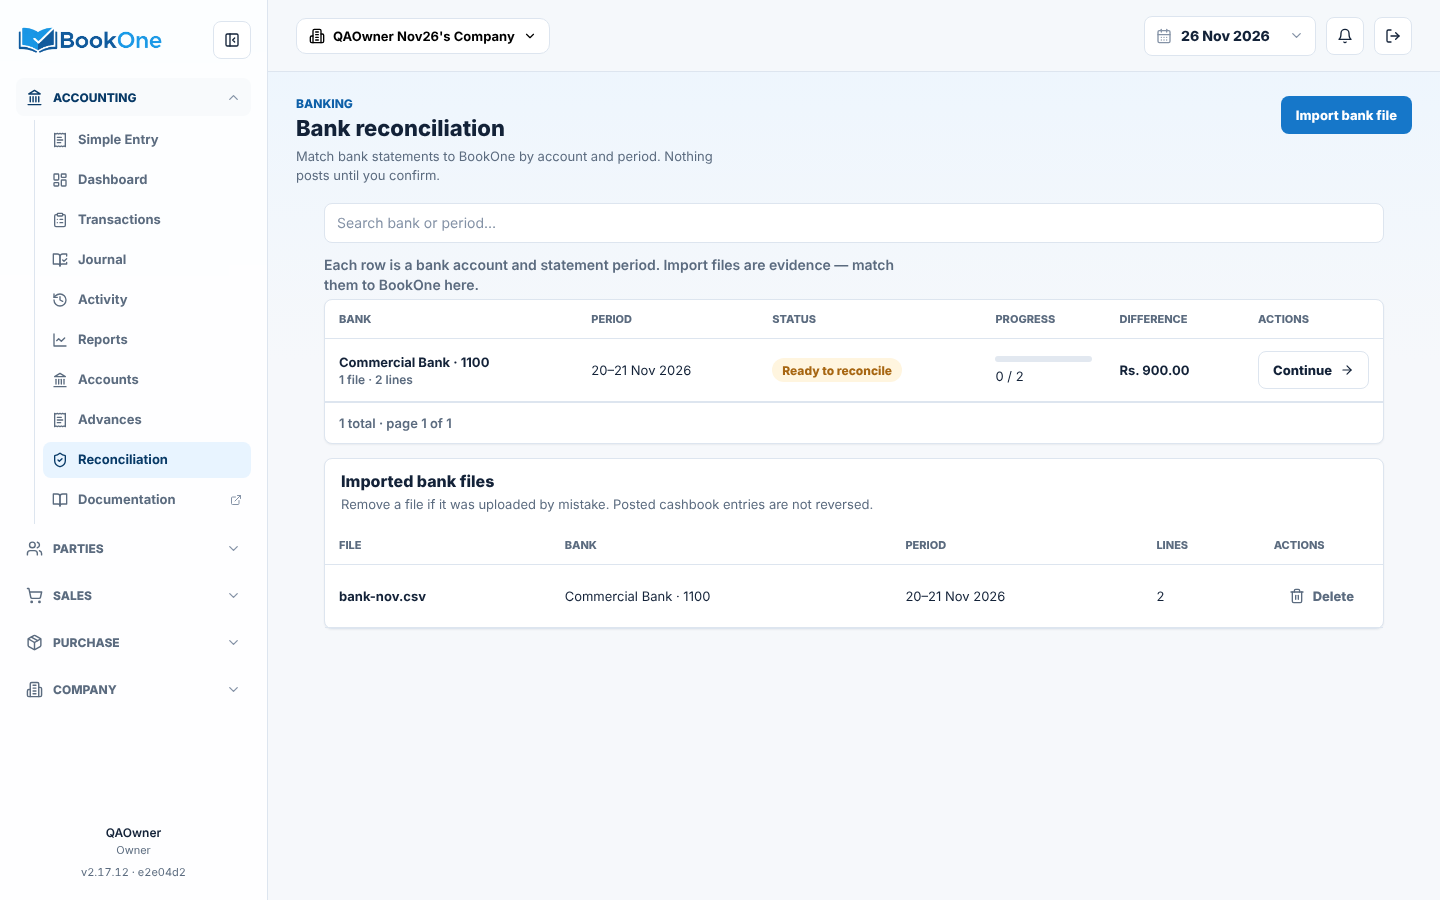 BookOne
QAOwner Nov26's Company
26 Nov 2026
ACCOUNTING
Simple Entry
Dashboard
Transactions
Journal
Activity
Reports
Accounts
Advances
Reconciliation
Documentation
PARTIES
SALES
PURCHASE
COMPANY
QAOwner
Owner
v2.17.12 · e2e04d2
BANKING
Bank reconciliation
Match bank statements to BookOne by account and period. Nothing
posts until you confirm.
Import bank file
Search bank or period...
Each row is a bank account and statement period. Import files are evidence — match
them to BookOne here.
BANK PERIOD STATUS PROGRESS DIFFERENCE ACTIONS
Commercial Bank · 1100
1 file · 2 lines
20–21 Nov 2026
Ready to reconcile
0 / 2
Rs. 900.00
Continue
1 total · page 1 of 1
Imported bank files
Remove a file if it was uploaded by mistake. Posted cashbook entries are not reversed.
FILE BANK PERIOD LINES ACTIONS
bank-nov.csv Commercial Bank · 1100 20–21 Nov 2026 2 Delete